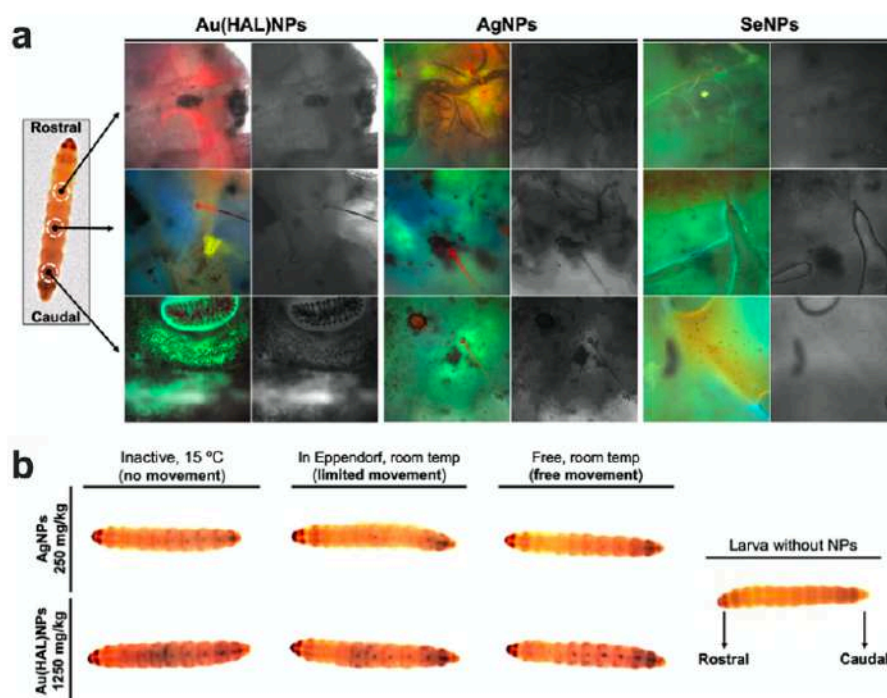 a
Au(HAL)NPs
AgNPs
SeNPs
Rostral
Caudal
b
Inactive, 15 ºC
(no movement)
In Eppendorf, room temp
(limited movement)
Free, room temp
(free movement)
AgNPs
250 mg/kg
Au(HAL)NPs
1250 mg/kg
Larva without NPs
Rostral
Caudal